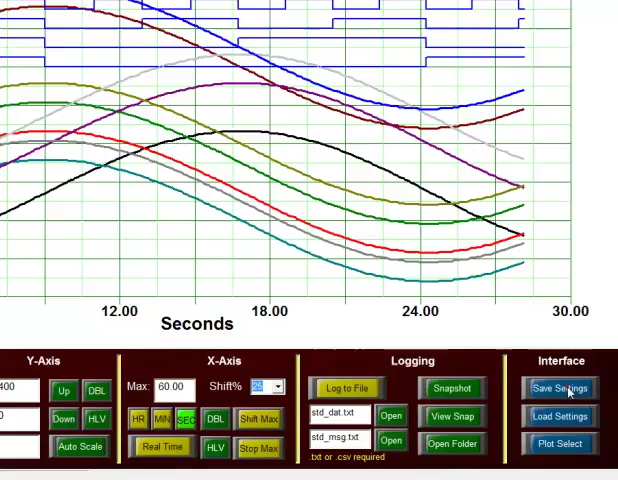 12.00 18.00 24.00 30.00
Seconds
Y-Axis X-Axis Logging Interface
400 Up DBL Max: 60.00 Shift% 25 Log to File Snapshot Save Settings
0 Down HLV HR MIN SEC DBL Shift Max std_dat.txt Open View Snap Load Settings
Auto Scale Real Time HLV Stop Max std_msg.txt Open Open Folder Plot Select
.txt or .csv required